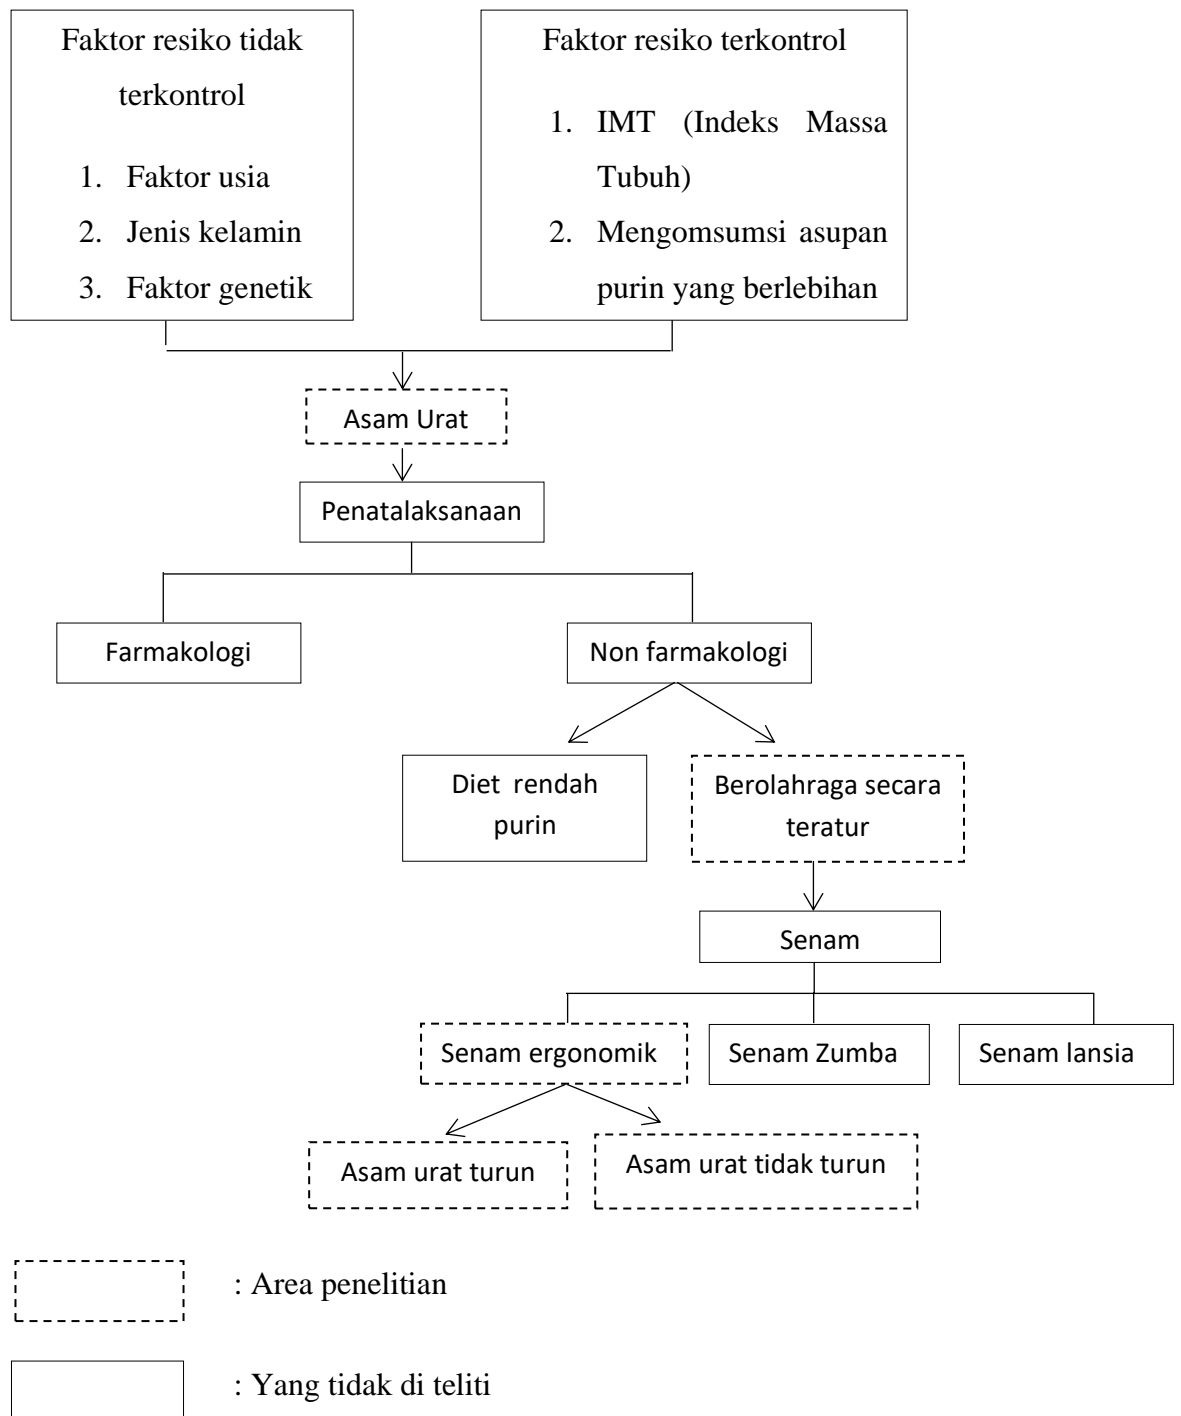 Faktor resiko tidak
terkontrol
1. Faktor usia
2. Jenis kelamin
3. Faktor genetik
Faktor resiko terkontrol
1. IMT (Indeks Massa
Tubuh)
2. Mengomsumsi asupan
purin yang berlebihan
Asam Urat
Penatalaksanaan
Farmakologi
Non farmakologi
Diet rendah
purin
Berolahraga secara
teratur
Senam
Senam ergonomik
Senam Zumba
Senam lansia
Asam urat turun
Asam urat tidak turun
: Area penelitian
: Yang tidak di teliti